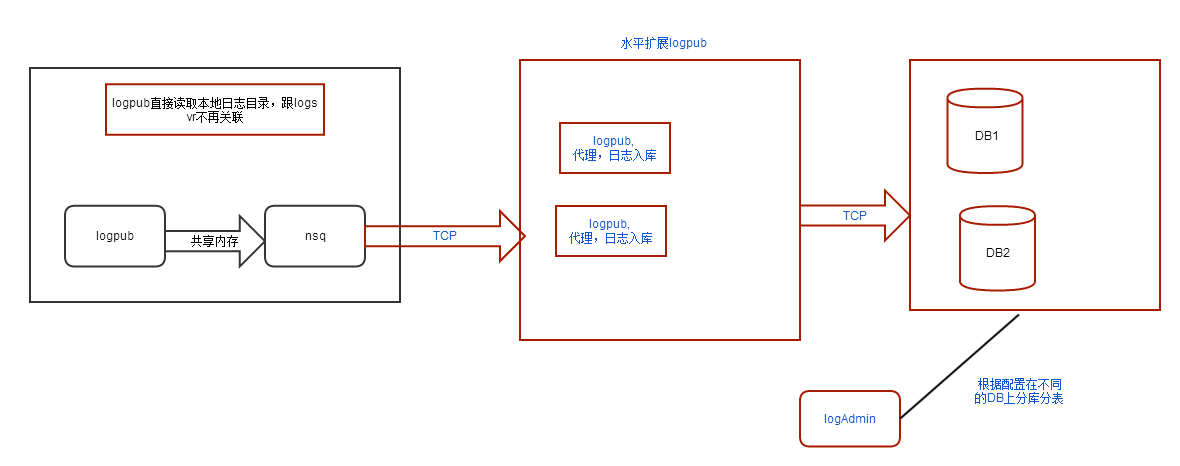 水平扩展logpub
logpub直接读取本地日志目录，跟logs
vr不再关联
logpub
共享内存
nsq
TCP
logpub,
代理，日志入库
logpub,
代理，日志入库
TCP
DB1
DB2
根据配置在不同
的DB上分库分表
logAdmin